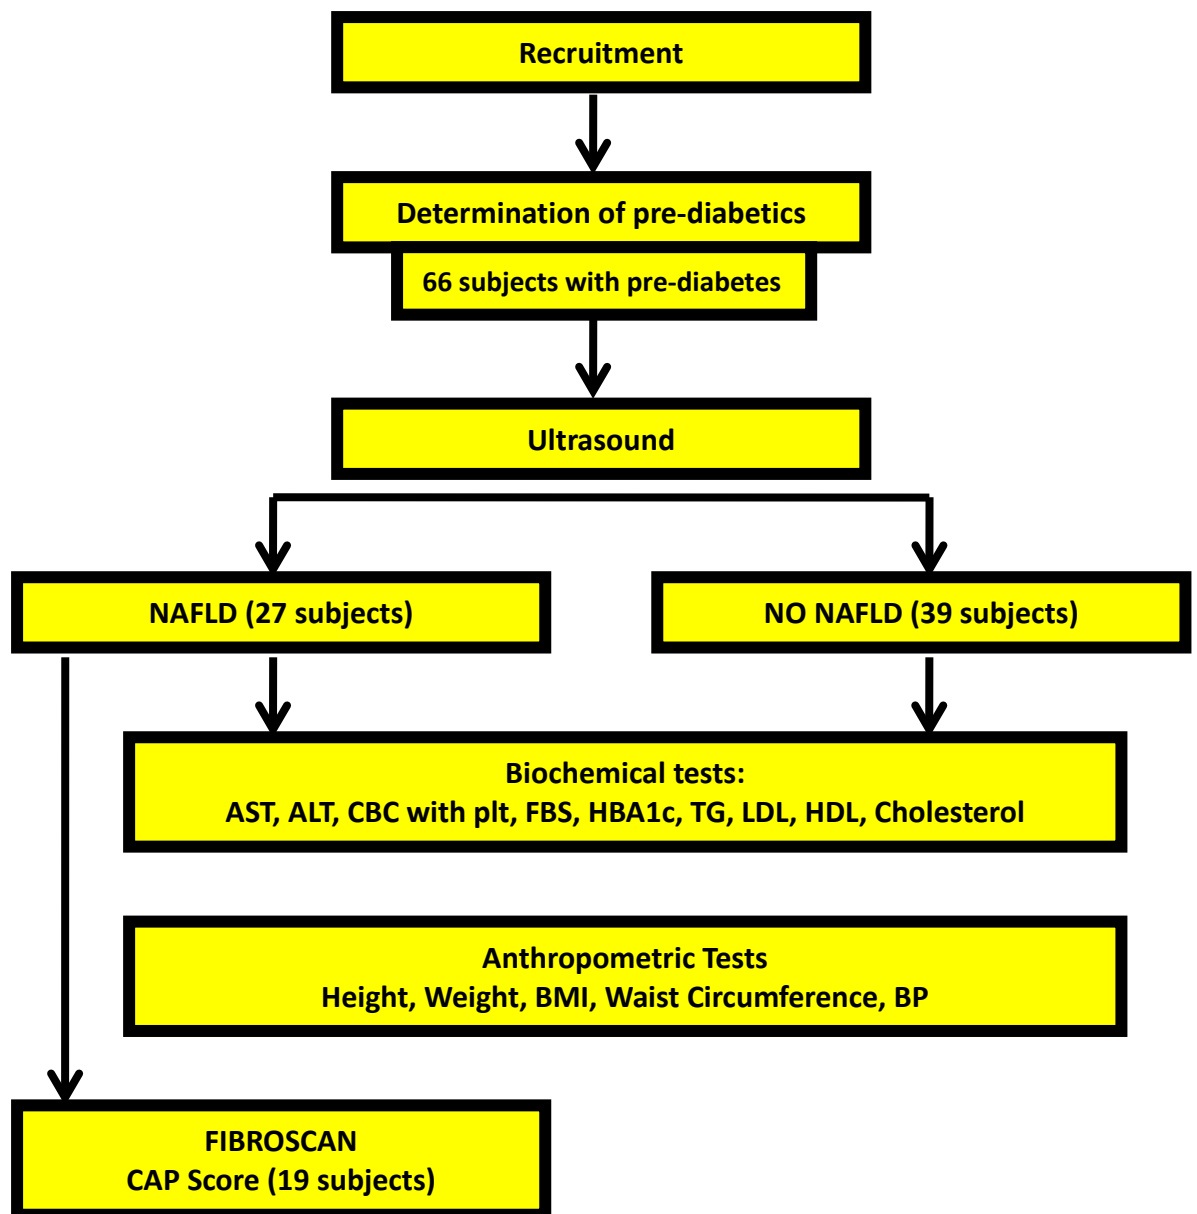 Recruitment
Determination of pre-diabetics
66 subjects with pre-diabetes
Ultrasound
NAFLD (27 subjects)
NO NAFLD (39 subjects)
Biochemical tests:
AST, ALT, CBC with plt, FBS, HBA1c, TG, LDL, HDL, Cholesterol
Anthropometric Tests
Height, Weight, BMI, Waist Circumference, BP
FIBROSCAN
CAP Score (19 subjects)